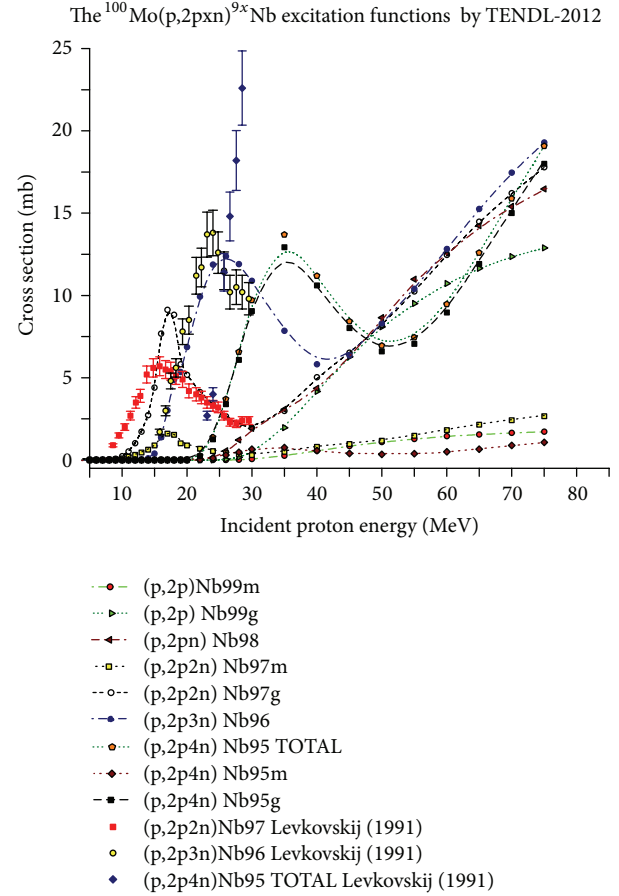 The ¹⁰⁰Mo(p,2pxn)⁹ˣNb excitation functions by TENDL-2012
25
20
15
10
5
0
Cross section (mb)
10 20 30 40 50 60 70 80
Incident proton energy (MeV)
(p,2p)Nb99m
(p,2p) Nb99g
(p,2pn) Nb98
(p,2p2n) Nb97m
(p,2p2n) Nb97g
(p,2p3n) Nb96
(p,2p4n) Nb95 TOTAL
(p,2p4n) Nb95m
(p,2p4n) Nb95g
(p,2p2n)Nb97 Levkovskij (1991)
(p,2p3n)Nb96 Levkovskij (1991)
(p,2p4n)Nb95 TOTAL Levkovskij (1991)